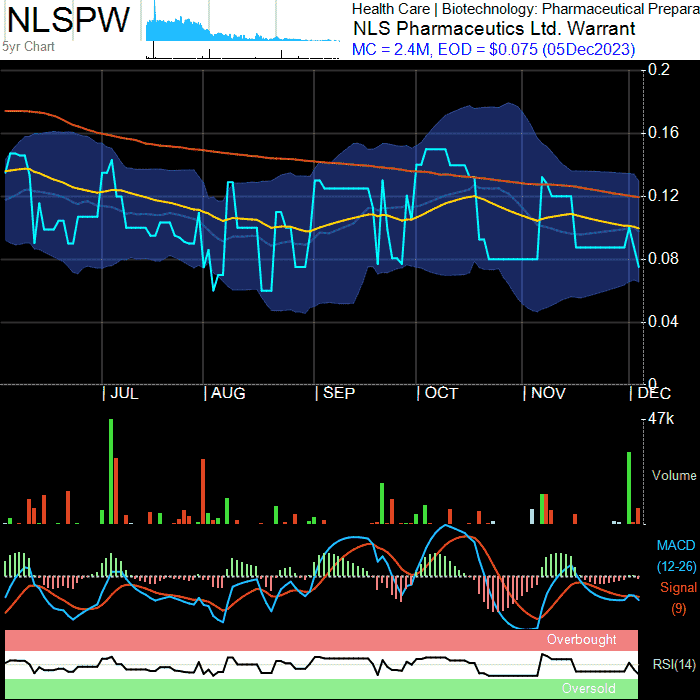 NLSPW
5yr Chart
Health Care | Biotechnology: Pharmaceutical Prepara
NLS Pharmaceutics Ltd. Warrant
MC = 2.4M, EOD = $0.075 (05Dec2023)
0.2
0.16
0.12
0.08
0.04
0
| JUL | AUG | SEP | OCT | NOV | DEC
47k
Volume
MACD
(12-26)
Signal
(9)
Overbought
RSI(14)
Oversold